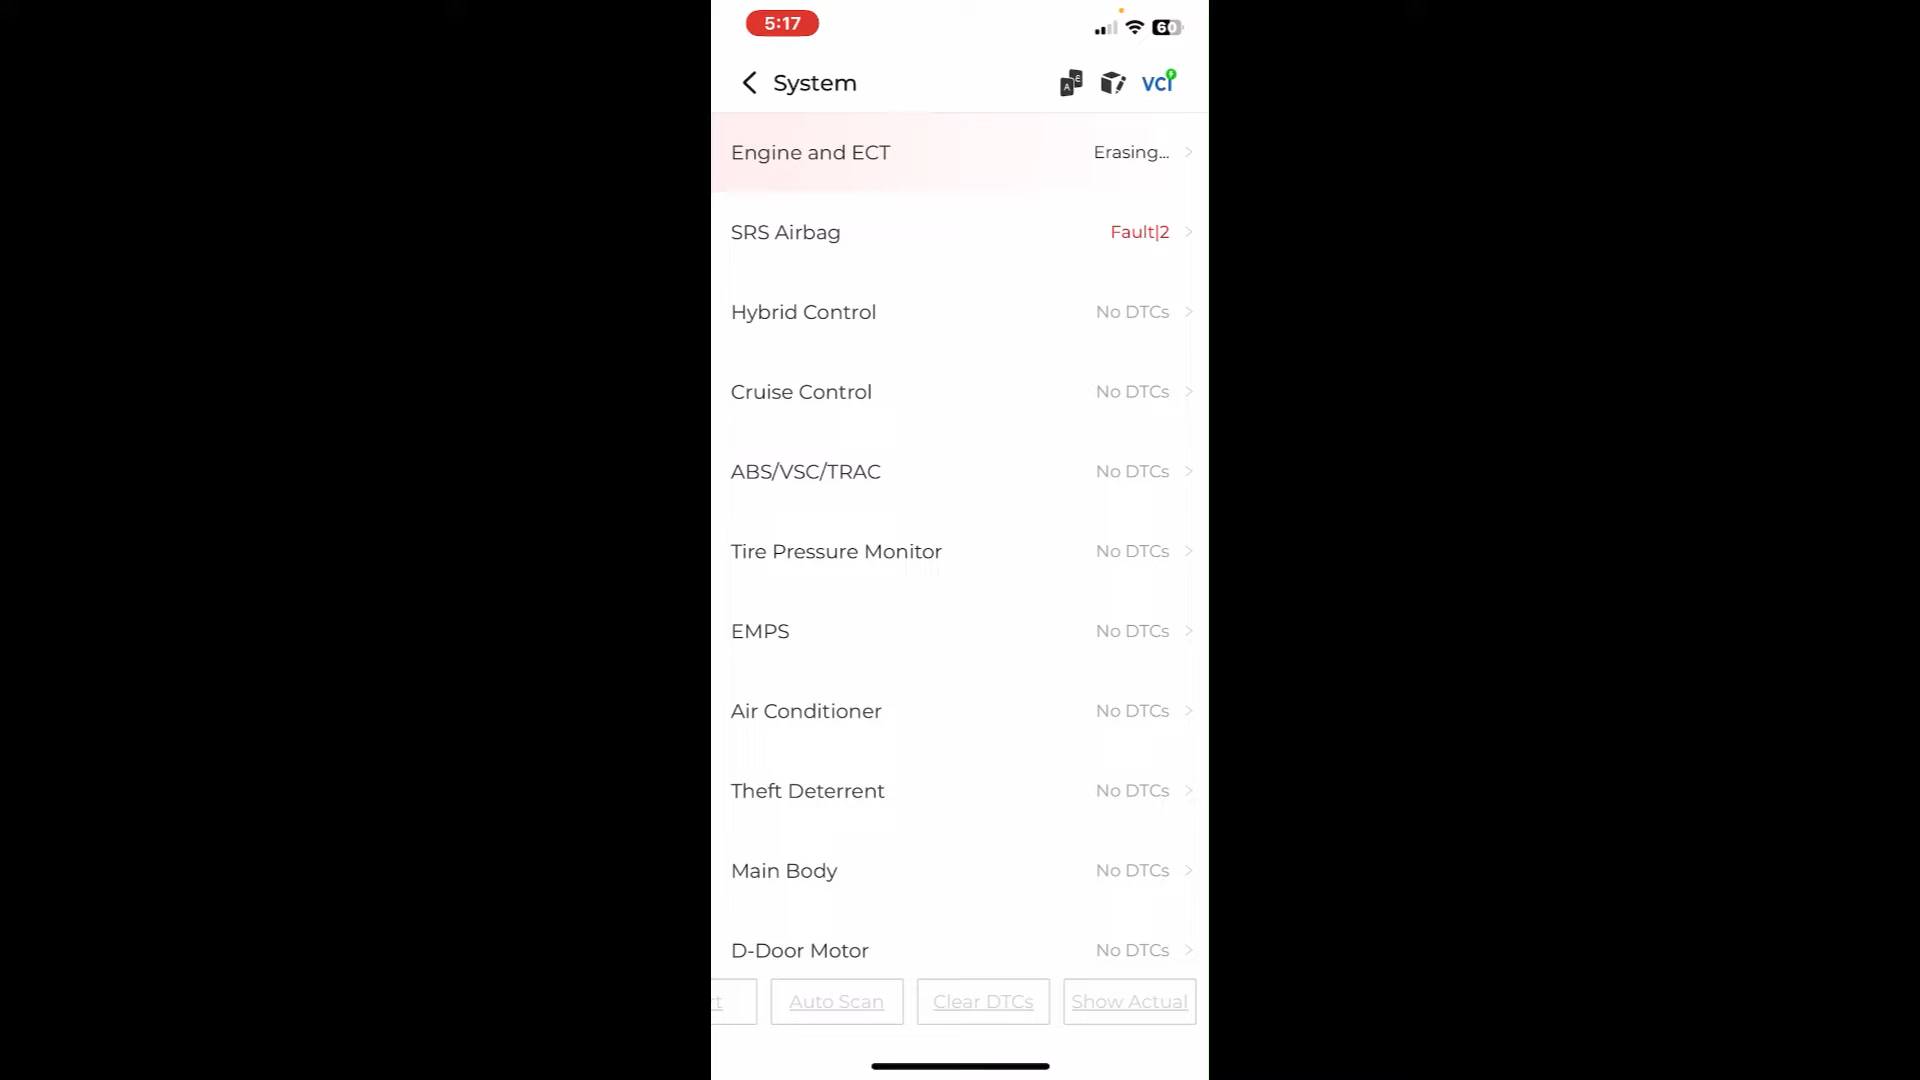 5:17
60
System
A
E
VCI
Engine and ECT
Erasing...
SRS Airbag
Fault|2
Hybrid Control
No DTCs
Cruise Control
No DTCs
ABS/VSC/TRAC
No DTCs
Tire Pressure Monitor
No DTCs
EMPS
No DTCs
Air Conditioner
No DTCs
Theft Deterrent
No DTCs
Main Body
No DTCs
D-Door Motor
No DTCs
rt
Auto Scan
Clear DTCs
Show Actual